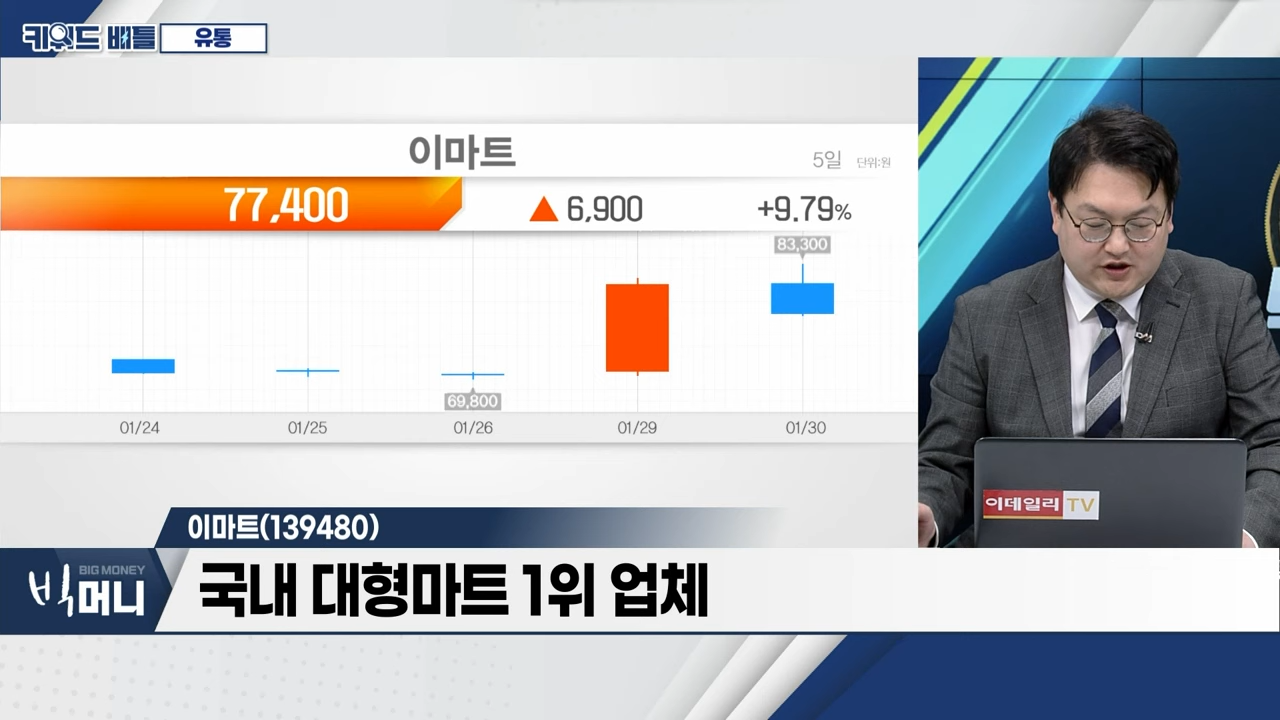 키워드 배틀 유통
이마트
5일 단위:원
77,400 ▲ 6,900 +9.79%
83,300
69,800
01/24 01/25 01/26 01/29 01/30
이데일리 TV
이마트(139480)
BIG MONEY
빅머니 국내 대형마트 1위 업체